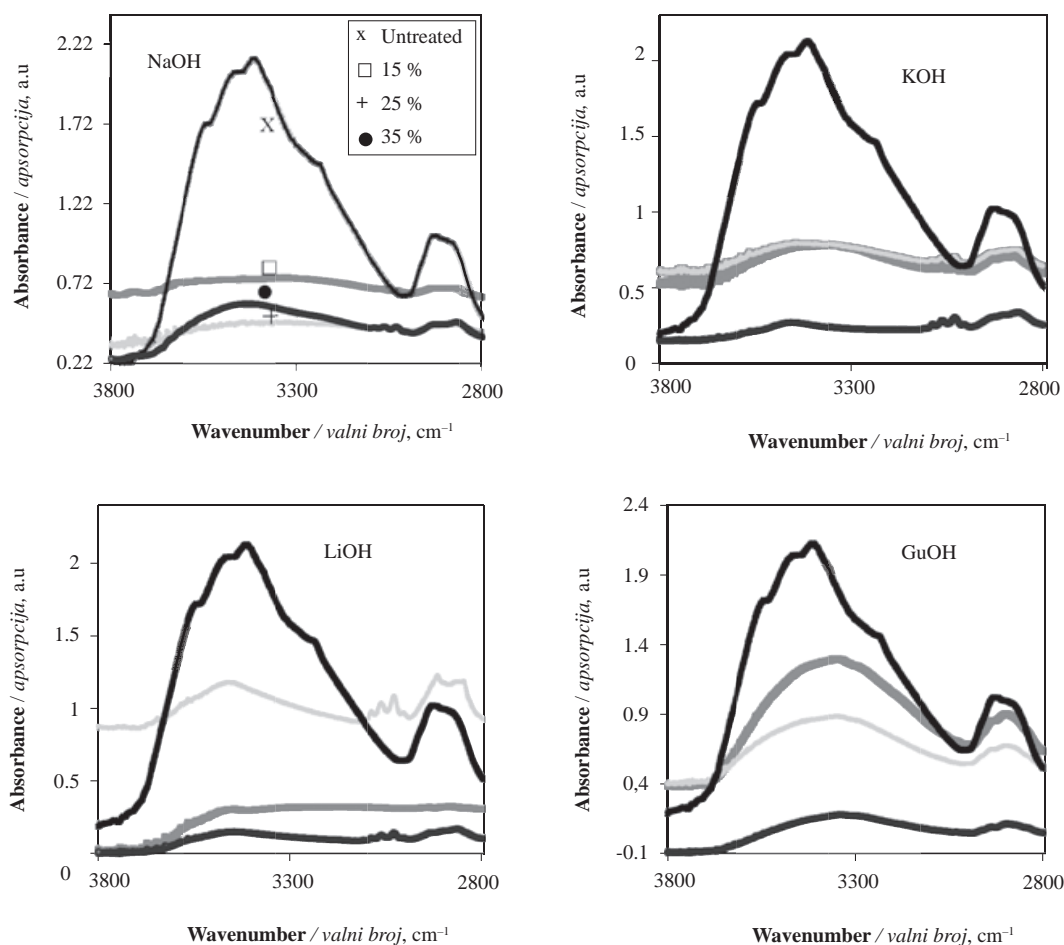 NaOH
x Untreated
□ 15 %
+ 25 %
● 35 %
X
Absorbance / apsorpcija, a.u
2.22
1.72
1.22
0.72
0.22
3800 3300 2800
Wavenumber / valni broj, cm⁻¹
KOH
Absorbance / apsorpcija, a.u
2
1.5
1
0.5
0
3800 3300 2800
Wavenumber / valni broj, cm⁻¹
LiOH
Absorbance / apsorpcija, a.u
2
1.5
1
0.5
0
3800 3300 2800
Wavenumber / valni broj, cm⁻¹
GuOH
Absorbance / apsorpcija, a.u
2.4
1.9
1.4
0.9
0.4
-0.1
3800 3300 2800
Wavenumber / valni broj, cm⁻¹